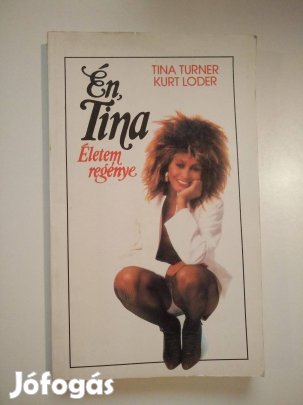 TINA TURNER
KURT LODER
Én,
Tina
Életem
regénye
Jófogás